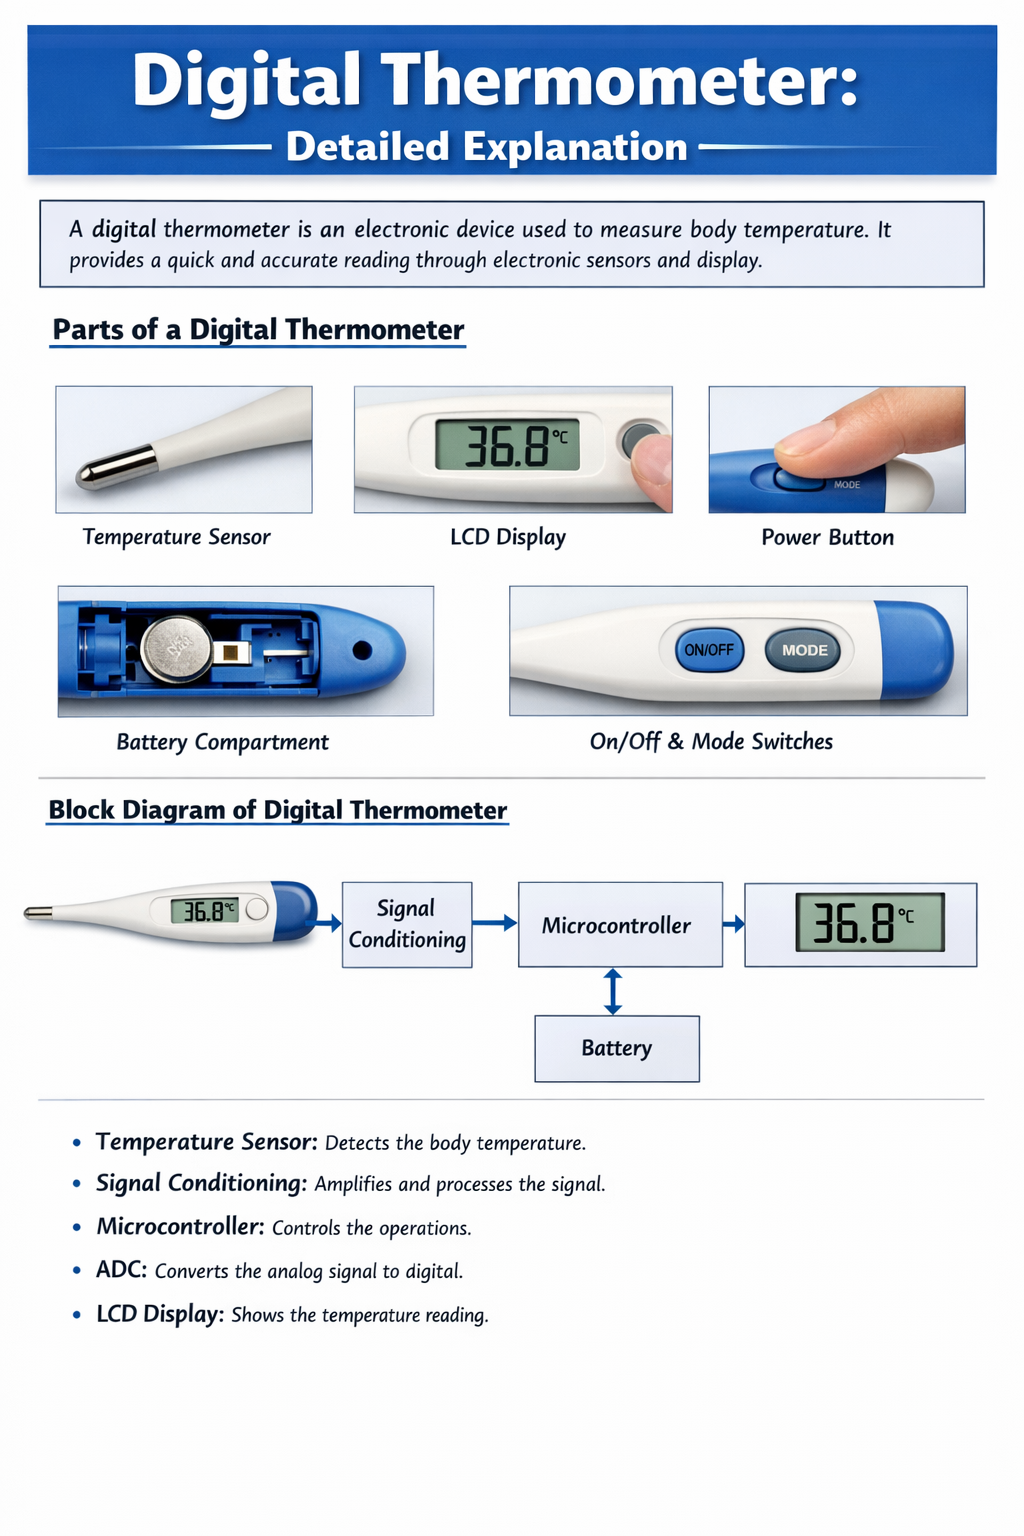 Digital Thermometer:
Detailed Explanation
A digital thermometer is an electronic device used to measure body temperature. It
provides a quick and accurate reading through electronic sensors and display.
Parts of a Digital Thermometer
36.8°C
MODE
Temperature Sensor
LCD Display
Power Button
ON/OFF
MODE
Battery Compartment
On/Off & Mode Switches
Block Diagram of Digital Thermometer
36.8°C
Signal
Conditioning
Microcontroller
36.8°C
Battery
• Temperature Sensor: Detects the body temperature.
• Signal Conditioning: Amplifies and processes the signal.
• Microcontroller: Controls the operations.
• ADC: Converts the analog signal to digital.
• LCD Display: Shows the temperature reading.